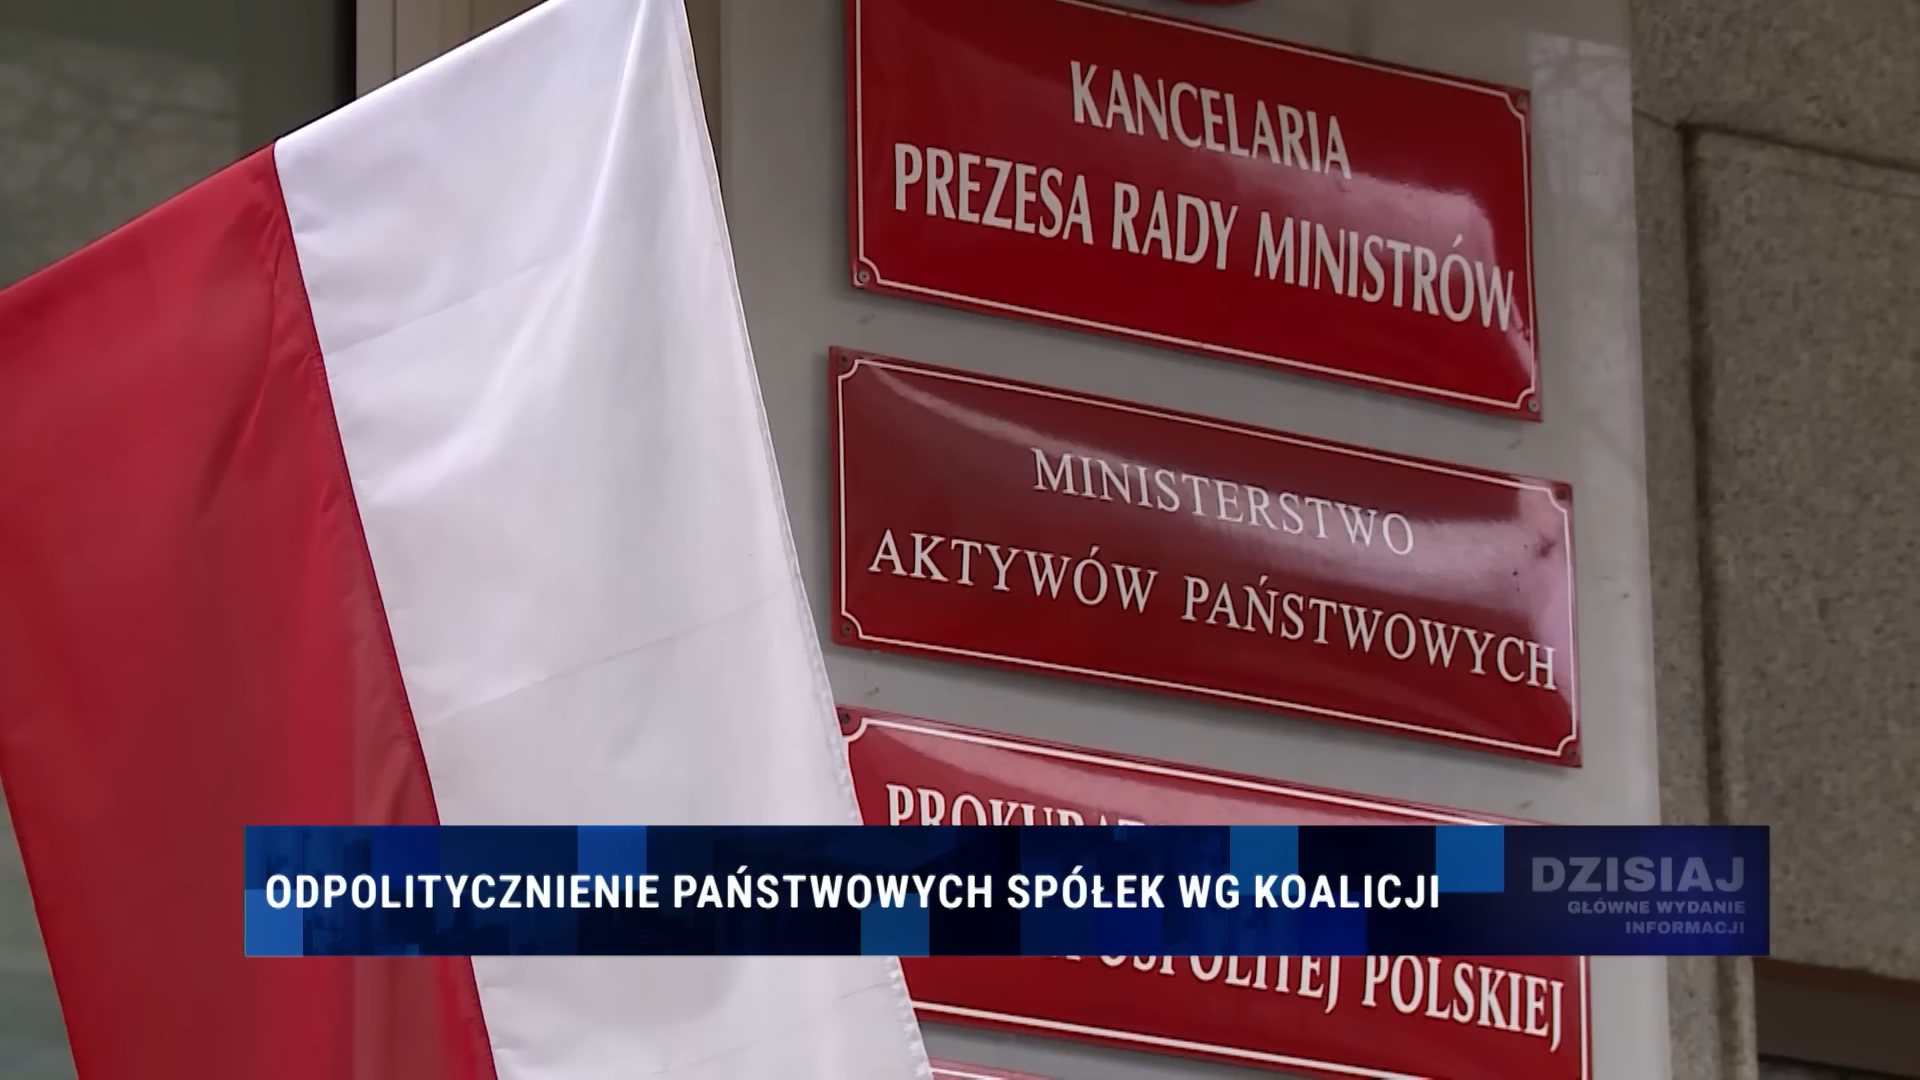 KANCELARIA
PREZESA RADY MINISTRÓW
MINISTERSTWO
AKTYWÓW PAŃSTWOWYCH
ODPOLITYCZNIENIE PAŃSTWOWYCH SPÓŁEK WG KOALICJI
DZISIAJ
GŁÓWNE WYDANIE
INFORMACJI
POLSKIEJ